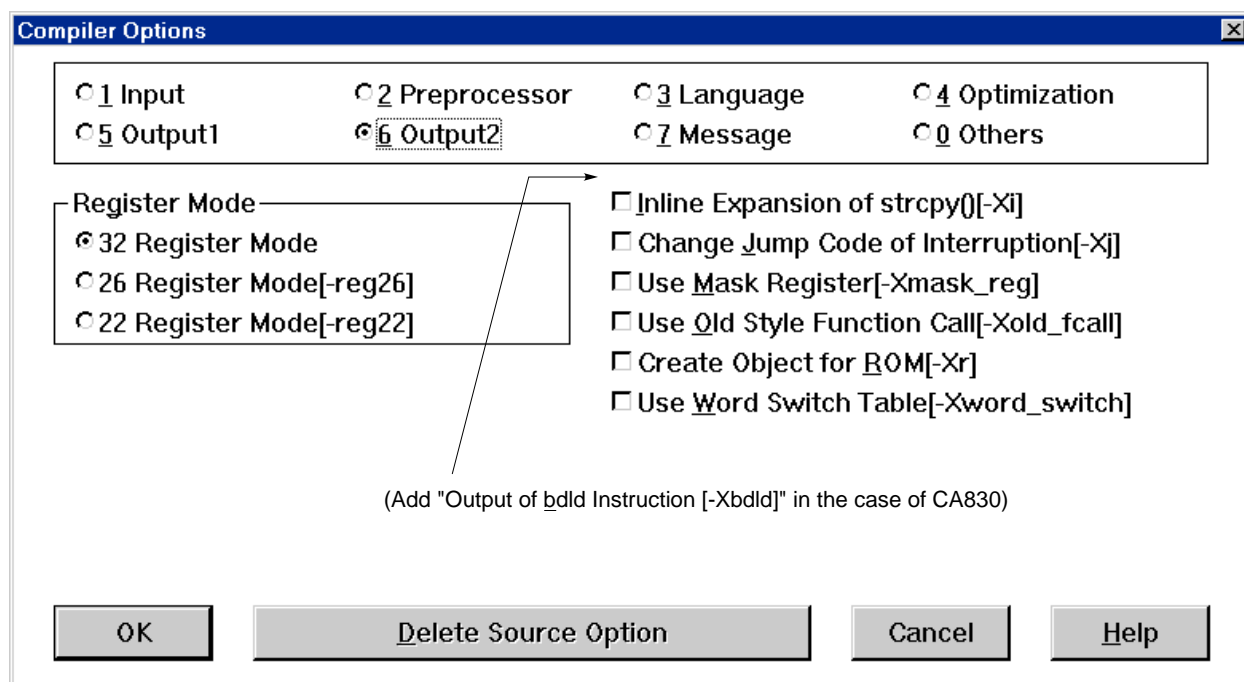 Compiler Options
1 Input 2 Preprocessor 3 Language 4 Optimization
5 Output1 6 Output2 7 Message 0 Others
Register Mode
32 Register Mode
26 Register Mode[-reg26]
22 Register Mode[-reg22]
Inline Expansion of strcpy()[-Xi]
Change Jump Code of Interruption[-Xj]
Use Mask Register[-Xmask_reg]
Use Old Style Function Call[-Xold_fcall]
Create Object for ROM[-Xr]
Use Word Switch Table[-Xword_switch]
(Add "Output of bdld Instruction [-Xbdld]" in the case of CA830)
OK Delete Source Option Cancel Help